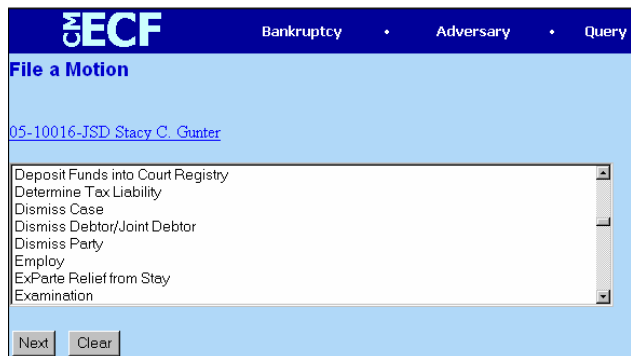 CM ECF Bankruptcy • Adversary • Query
File a Motion
05-10016-JSD Stacy C. Gunter
Deposit Funds into Court Registry
Determine Tax Liability
Dismiss Case
Dismiss Debtor/Joint Debtor
Dismiss Party
Employ
ExParte Relief from Stay
Examination
Next Clear